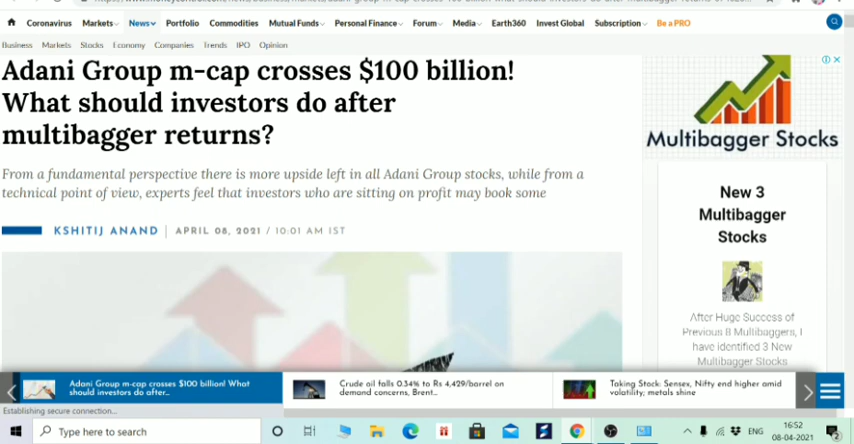 Coronavirus Markets News Portfolio Commodities Mutual Funds Personal Finance Forum Media Earth360 Invest Global Subscription Be a PRO
Business Markets Stocks Economy Companies Trends IPO Opinion
Adani Group m-cap crosses $100 billion!
What should investors do after
multibagger returns?
From a fundamental perspective there is more upside left in all Adani Group stocks, while from a
technical point of view, experts feel that investors who are sitting on profit may book some
KSHITIJ ANAND | APRIL 08, 2021 / 10:01 AM IST
Multibagger Stocks
New 3
Multibagger
Stocks
After Huge Success of
Previous 8 Multibaggers, I
have identified 3 New
Multibagger Stocks
Adani Group m-cap crosses $100 billion! What
should investors do after...
Crude oil falls 0.34% to Rs 4,429/barrel on
demand concerns, Brent...
Taking Stock: Sensex, Nifty end higher amid
volatility; metals shine
Establishing secure connection...
Type here to search
ENG
16:52
08-04-2021
2